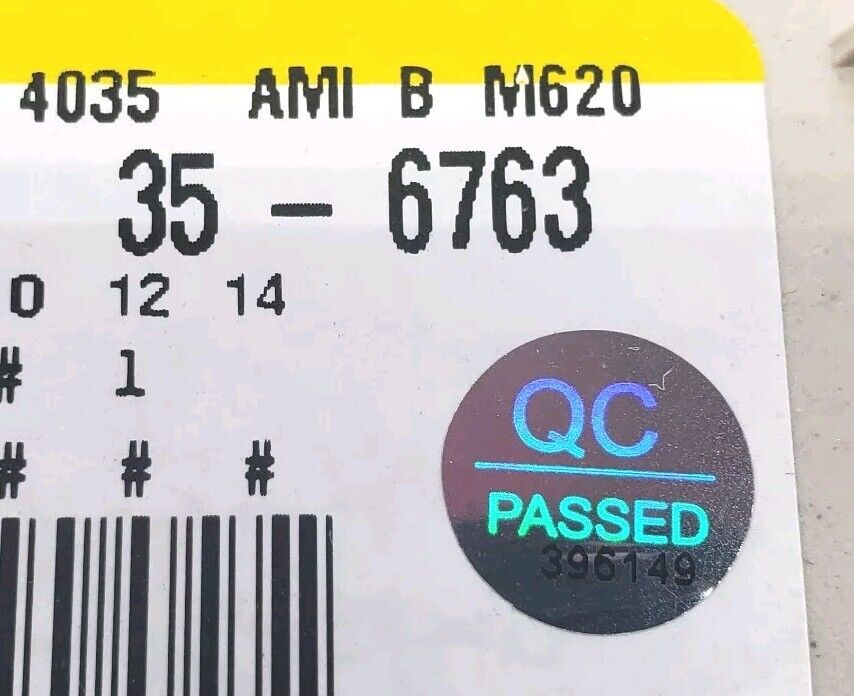 4035 AMI B M620
35 - 6763
0 12 14
# 1
# # #
QC
PASSED
396149